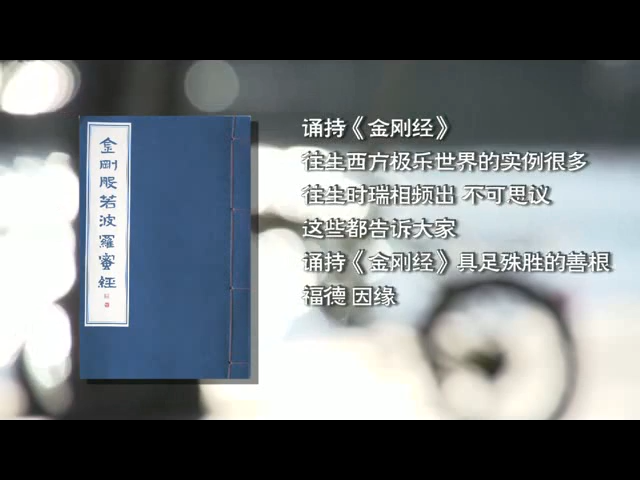 金剛般若波羅蜜經
诵持《金刚经》
往生西方极乐世界的实例很多
往生时瑞相频出 不可思议
这些都告诉大家
诵持《金刚经》具足殊胜的善根
福德 因缘